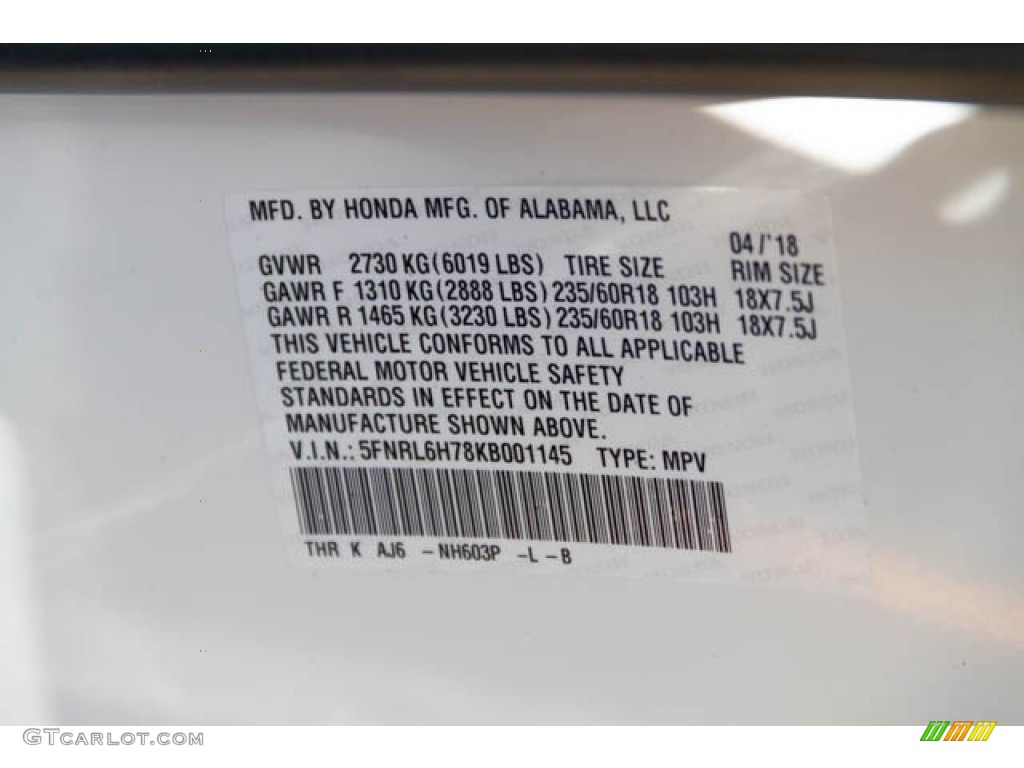 MFD. BY HONDA MFG. OF ALABAMA, LLC
04/'18
GVWR 2730 KG(6019 LBS) TIRE SIZE RIM SIZE
GAWR F 1310 KG(2888 LBS) 235/60R18 103H 18X7.5J
GAWR R 1465 KG(3230 LBS) 235/60R18 103H 18X7.5J
THIS VEHICLE CONFORMS TO ALL APPLICABLE
FEDERAL MOTOR VEHICLE SAFETY
STANDARDS IN EFFECT ON THE DATE OF
MANUFACTURE SHOWN ABOVE.
V.I.N.: 5FNRL6H78KB001145 TYPE: MPV
THR K AJ6 -NH603P -L -B
GTCARLOT.COM